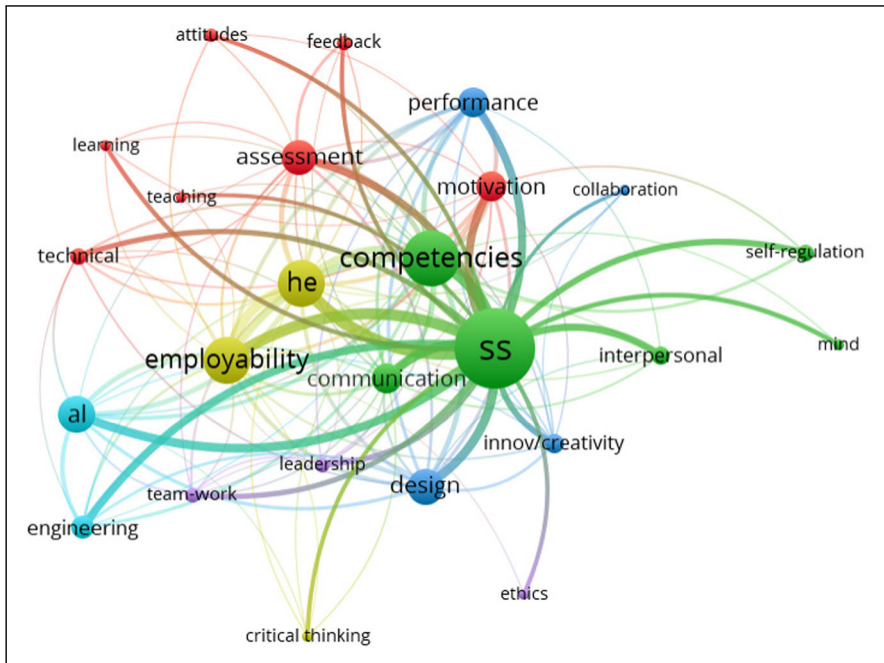 attitudes
feedback
performance
learning
assessment
motivation
collaboration
teaching
technical
competencies
self-regulation
he
ss
mind
employability
communication
interpersonal
al
innov/creativity
leadership
team-work
design
engineering
ethics
critical thinking